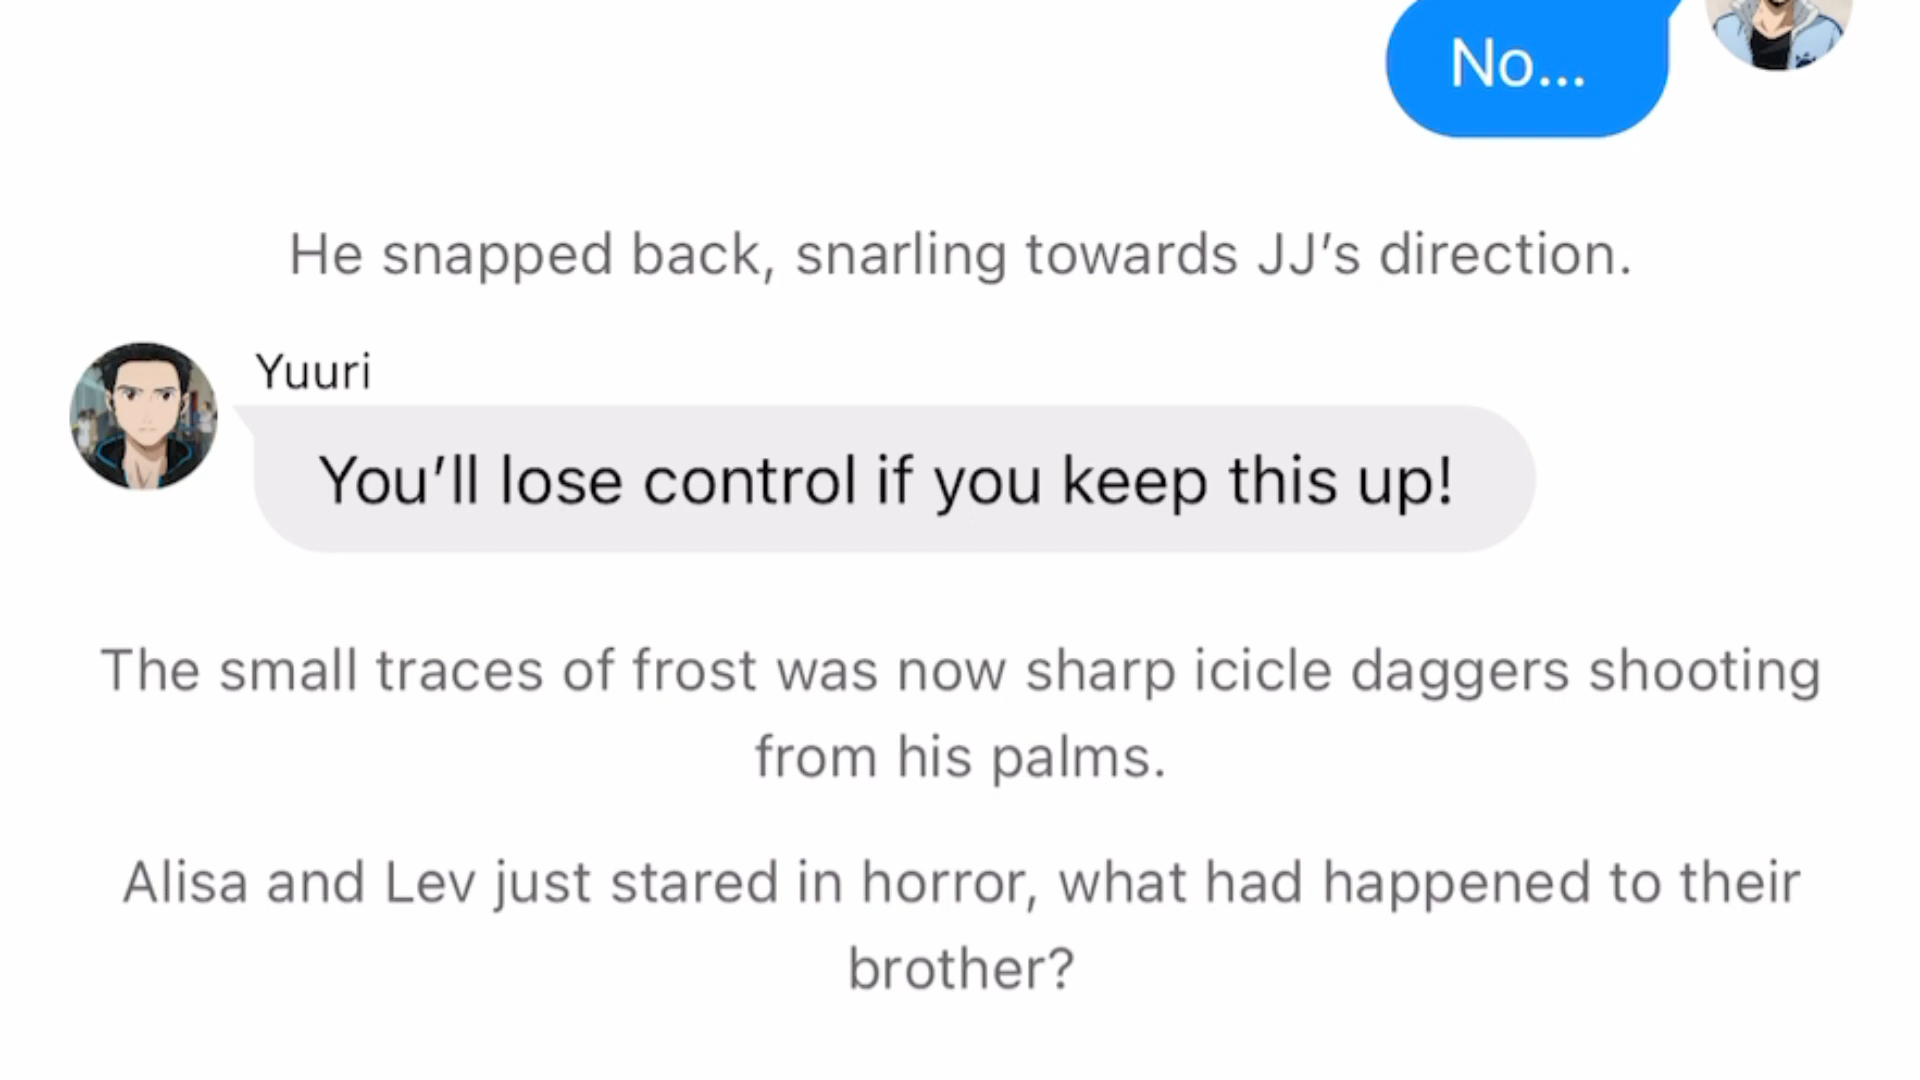 No...
He snapped back, snarling towards JJ’s direction.
Yuuri
You’ll lose control if you keep this up!
The small traces of frost was now sharp icicle daggers shooting
from his palms.
Alisa and Lev just stared in horror, what had happened to their
brother?